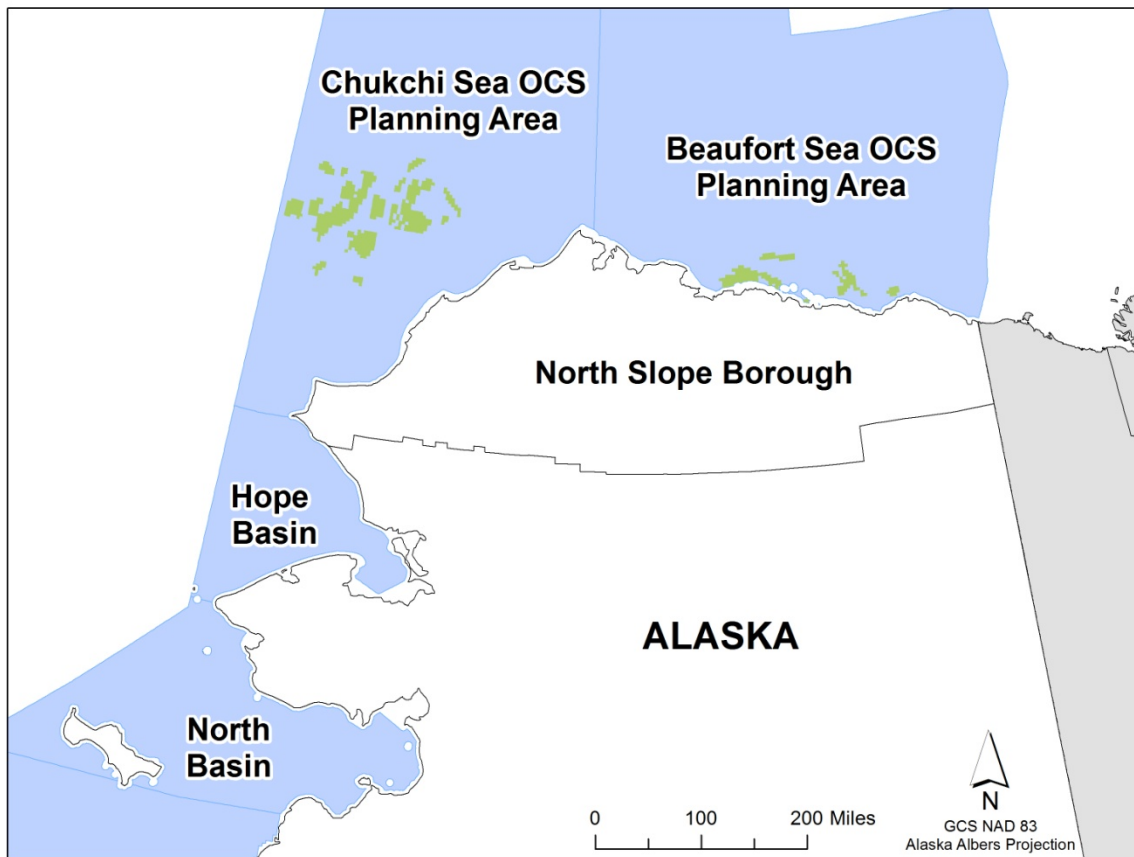 Chukchi Sea OCS
Planning Area
Beaufort Sea OCS
Planning Area
North Slope Borough
Hope
Basin
ALASKA
North
Basin
0 100 200 Miles
N
GCS NAD 83
Alaska Albers Projection